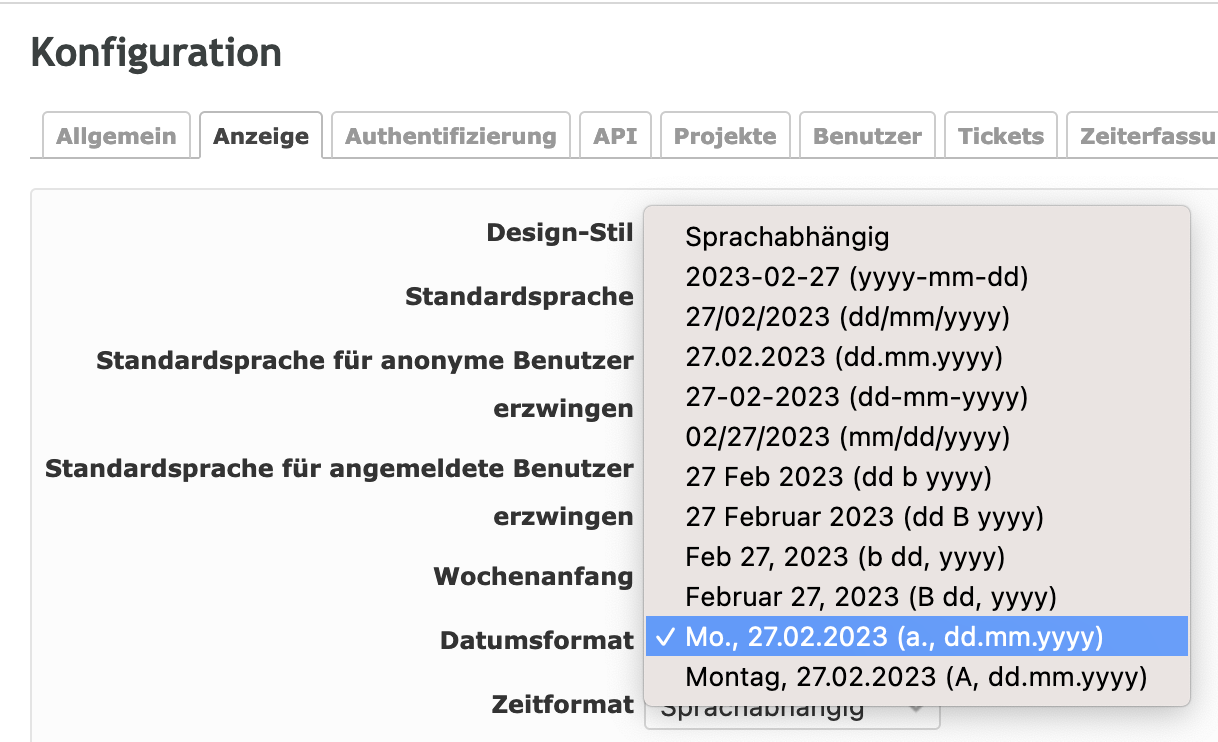 Konfiguration
Allgemein Anzeige Authentifizierung API Projekte Benutzer Tickets Zeiterfassu
Design-Stil
Standardsprache
Standardsprache für anonyme Benutzer
erzwingen
Standardsprache für angemeldete Benutzer
erzwingen
Wochenanfang
Datumsformat
Zeitformat
Sprachabhängig
2023-02-27 (yyyy-mm-dd)
27/02/2023 (dd/mm/yyyy)
27.02.2023 (dd.mm.yyyy)
27-02-2023 (dd-mm-yyyy)
02/27/2023 (mm/dd/yyyy)
27 Feb 2023 (dd b yyyy)
27 Februar 2023 (dd B yyyy)
Feb 27, 2023 (b dd, yyyy)
Februar 27, 2023 (B dd, yyyy)
✓ Mo., 27.02.2023 (a., dd.mm.yyyy)
Montag, 27.02.2023 (A, dd.mm.yyyy)
Sprachabhängig